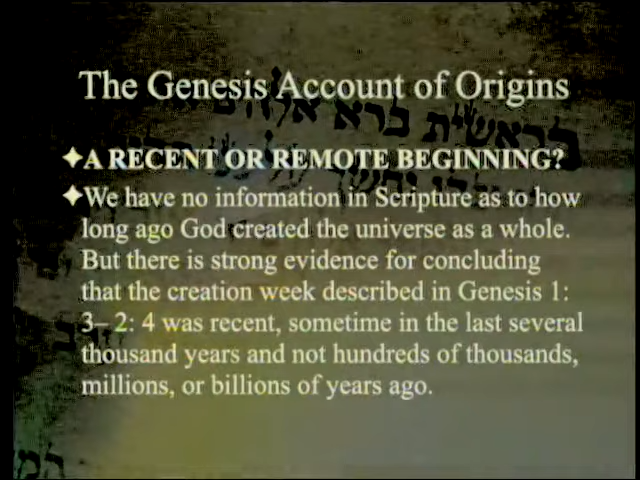 The Genesis Account of Origins
בראשית ברא אלהים
✦A RECENT OR REMOTE BEGINNING?
✦We have no information in Scripture as to how
long ago God created the universe as a whole.
But there is strong evidence for concluding
that the creation week described in Genesis 1:
3– 2: 4 was recent, sometime in the last several
thousand years and not hundreds of thousands,
millions, or billions of years ago.